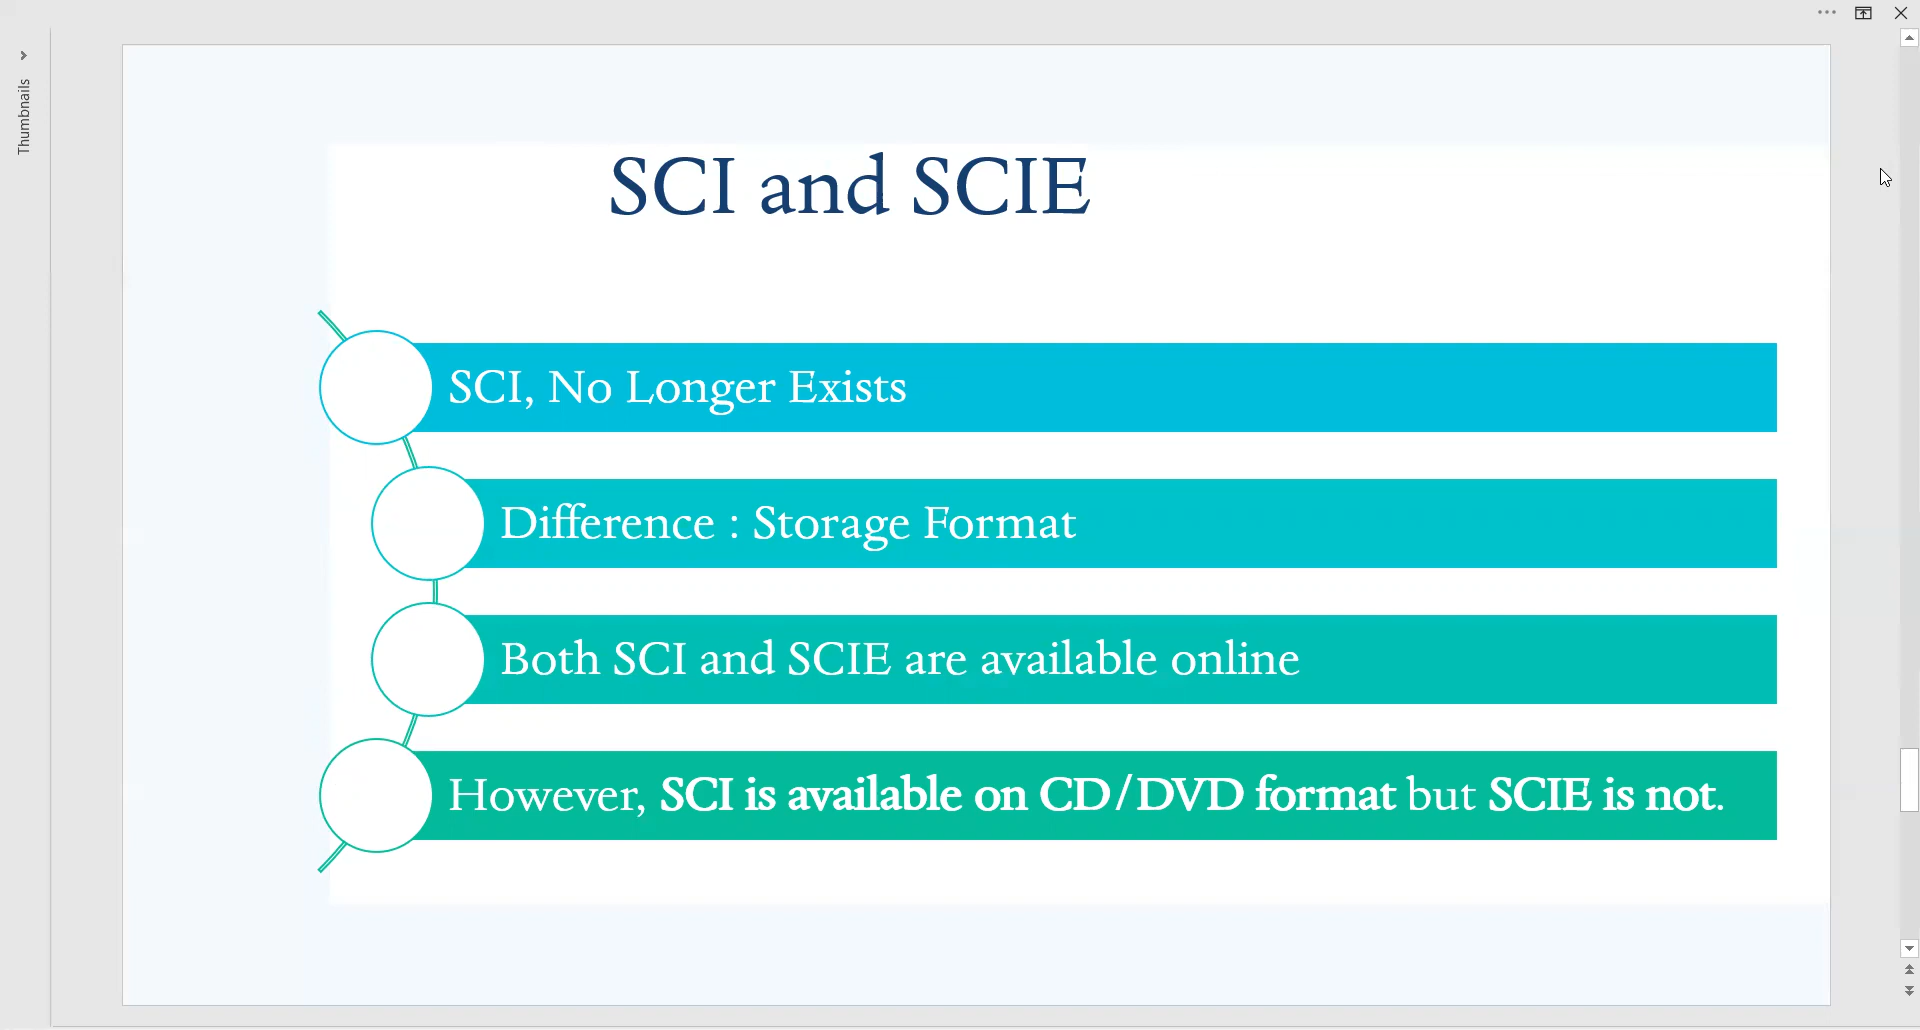 Thumbnails
SCI and SCIE
SCI, No Longer Exists
Difference : Storage Format
Both SCI and SCIE are available online
However, SCI is available on CD/DVD format but SCIE is not.